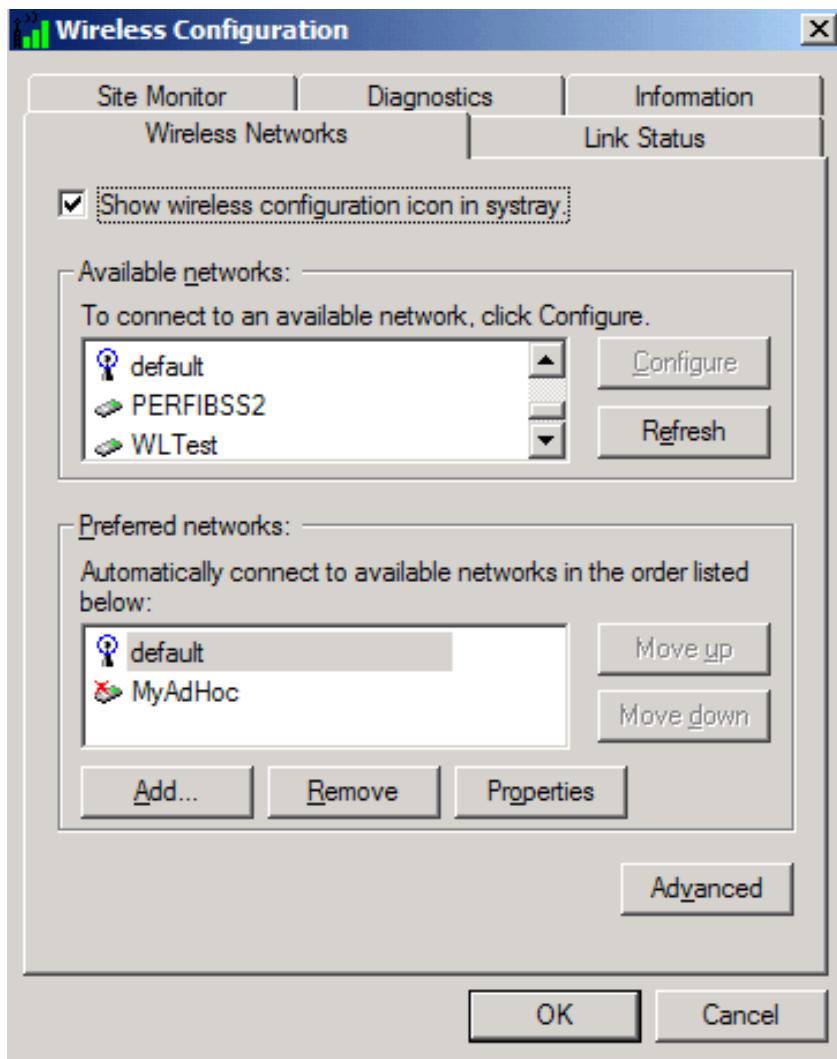 Wireless Configuration
Site Monitor
Diagnostics
Information
Wireless Networks
Link Status
Show wireless configuration icon in systray.
Available networks:
To connect to an available network, click Configure.
default
PERFIBSS2
WLTest
Configure
Refresh
Preferred networks:
Automatically connect to available networks in the order listed
below:
default
MyAdHoc
Move up
Move down
Add...
Remove
Properties
Advanced
OK
Cancel